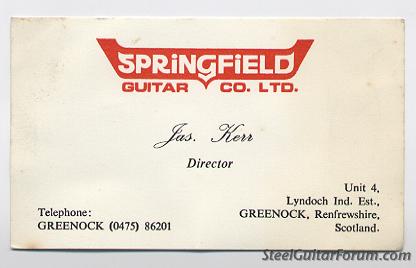 SPRiNGFiELD
GUITAR CO. LTD.
Jas. Kerr
Director
Unit 4,
Lyndoch Ind. Est.,
GREENOCK, Renfrewshire,
Scotland.
Telephone:
GREENOCK (0475) 86201
SteelGuitarForum.com